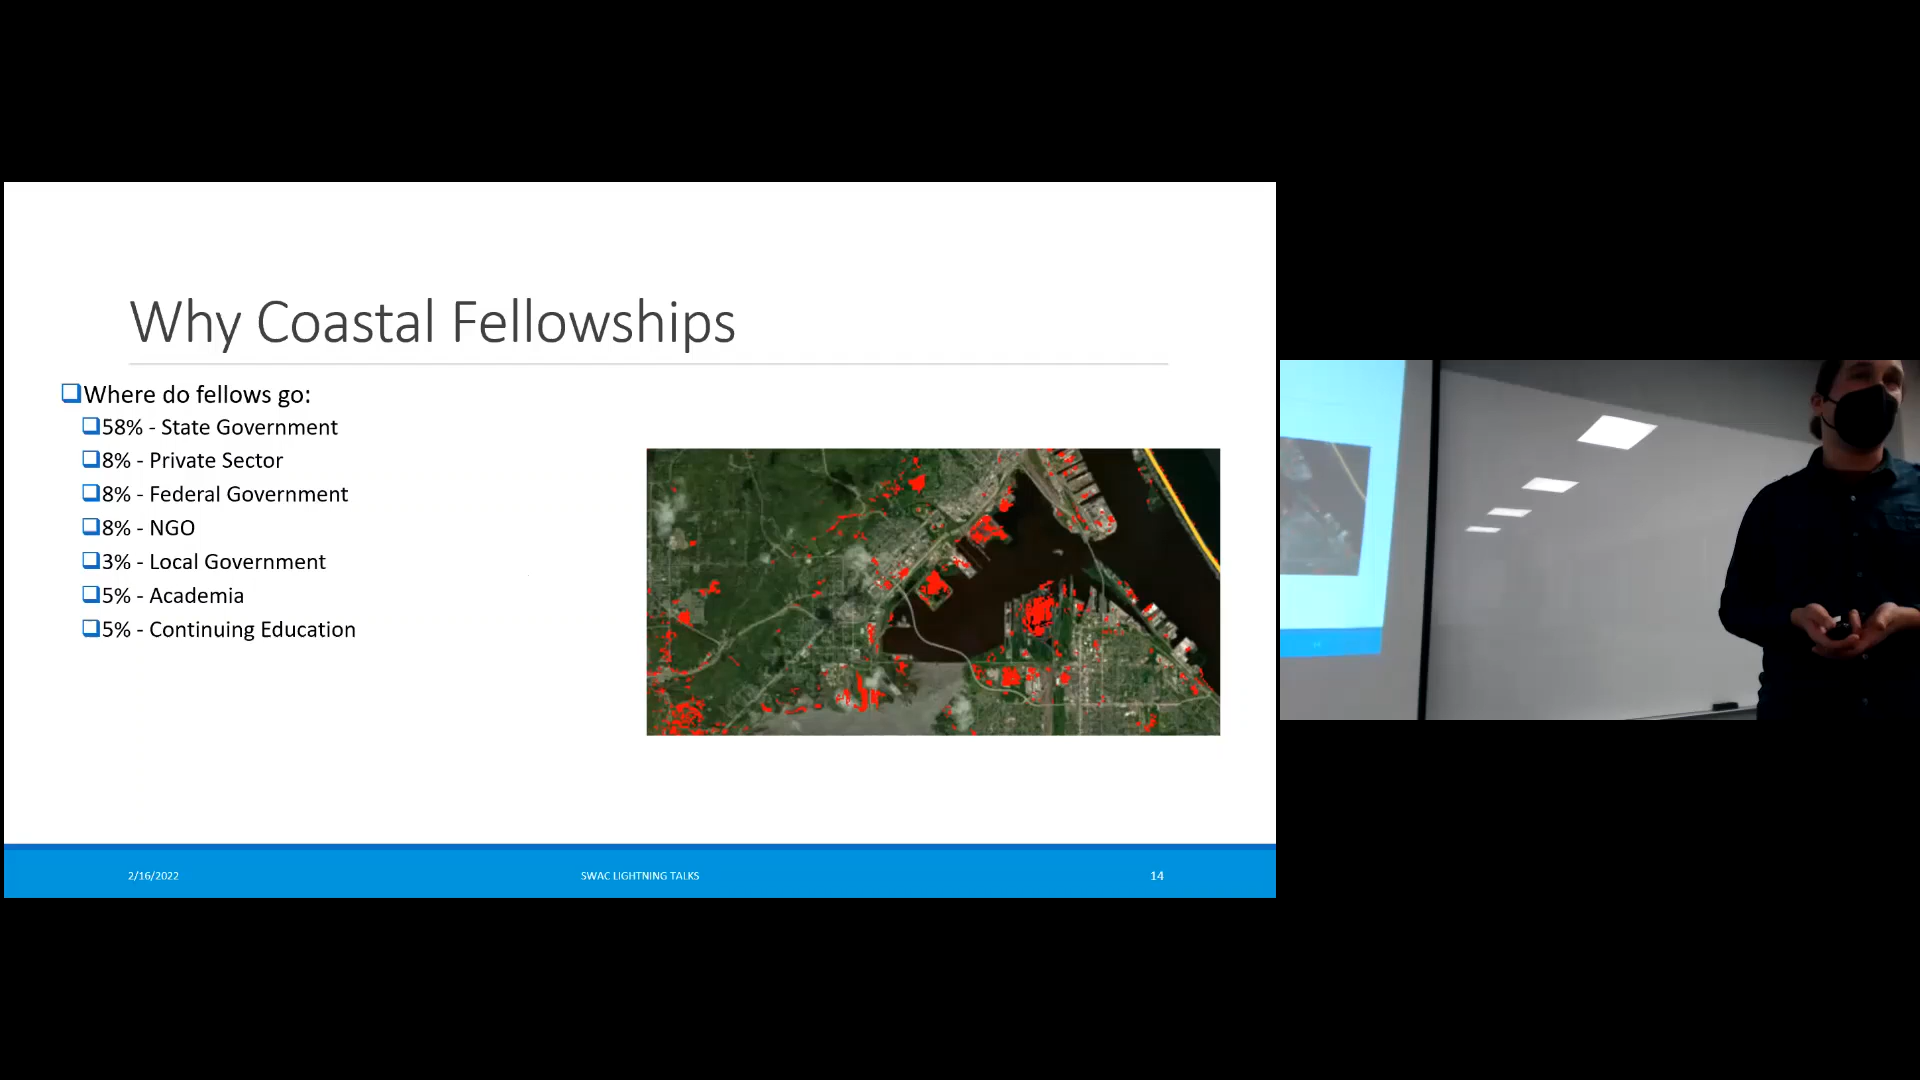 Why Coastal Fellowships
Where do fellows go:
58% - State Government
8% - Private Sector
8% - Federal Government
8% - NGO
3% - Local Government
5% - Academia
5% - Continuing Education
2/16/2022
SWAC LIGHTNING TALKS
14